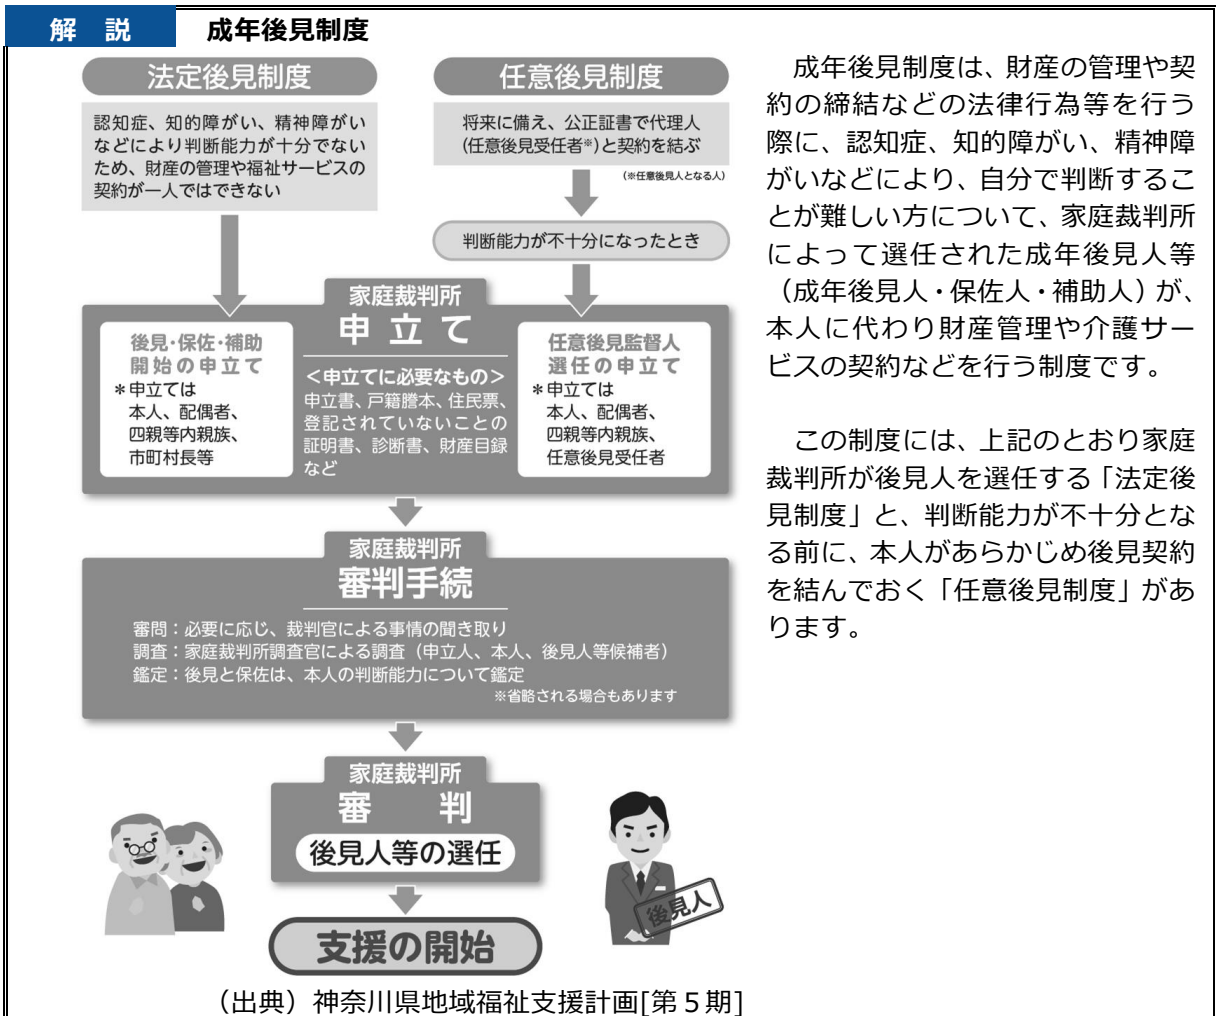 解　説　成年後見制度
法定後見制度
認知症、知的障がい、精神障がい
などにより判断能力が十分でない
ため、財産の管理や福祉サービスの
契約が一人ではできない
任意後見制度
将来に備え、公正証書で代理人
(任意後見受任者※)と契約を結ぶ
(※任意後見人となる人)
判断能力が不十分になったとき
家庭裁判所
申立て
後見・保佐・補助
開始の申立て
＊申立ては
本人、配偶者、
四親等内親族、
市町村長等
＜申立てに必要なもの＞
申立書、戸籍謄本、住民票、
登記されていないことの
証明書、診断書、財産目録
など
任意後見監督人
選任の申立て
＊申立ては
本人、配偶者、
四親等内親族、
任意後見受任者
家庭裁判所
審判手続
審問：必要に応じ、裁判官による事情の聞き取り
調査：家庭裁判所調査官による調査（申立人、本人、後見人等候補者）
鑑定：後見と保佐は、本人の判断能力について鑑定
※省略される場合もあります
家庭裁判所
審　判
後見人等の選任
後見人
支援の開始
（出典）神奈川県地域福祉支援計画[第５期]
成年後見制度は、財産の管理や契
約の締結などの法律行為等を行う
際に、認知症、知的障がい、精神障
がいなどにより、自分で判断するこ
とが難しい方について、家庭裁判所
によって選任された成年後見人等
（成年後見人・保佐人・補助人）が、
本人に代わり財産管理や介護サー
ビスの契約などを行う制度です。
この制度には、上記のとおり家庭
裁判所が後見人を選任する「法定後
見制度」と、判断能力が不十分とな
る前に、本人があらかじめ後見契約
を結んでおく「任意後見制度」があ
ります。